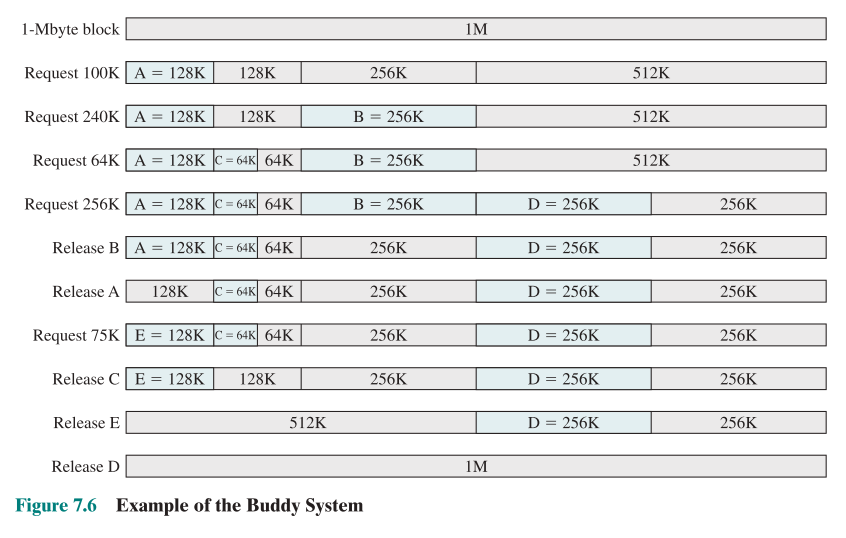 1-Mbyte block 1M
Request 100K A = 128K 128K 256K 512K
Request 240K A = 128K 128K B = 256K 512K
Request 64K A = 128K C = 64K 64K B = 256K 512K
Request 256K A = 128K C = 64K 64K B = 256K D = 256K 256K
Release B A = 128K C = 64K 64K 256K D = 256K 256K
Release A 128K C = 64K 64K 256K D = 256K 256K
Request 75K E = 128K C = 64K 64K 256K D = 256K 256K
Release C E = 128K 128K 256K D = 256K 256K
Release E 512K D = 256K 256K
Release D 1M
Figure 7.6 Example of the Buddy System